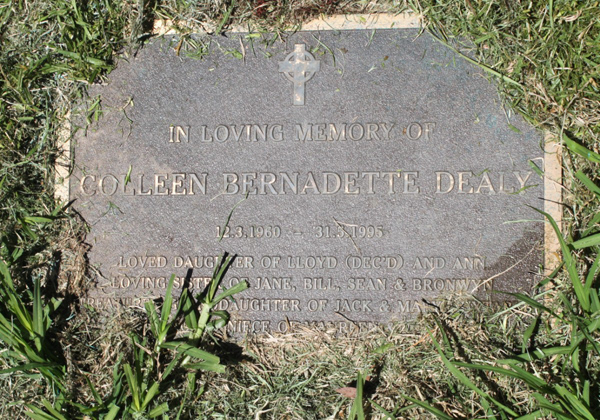 IN LOVING MEMORY OF
COLLEEN BERNADETTE DEALY
12.3.1960 – 31.5.1995
LOVED DAUGHTER OF LLOYD (DEC'D) AND ANN
LOVING SISTER OF JANE, BILL, SEAN & BRONWYN
DAUGHTER OF JACK &
NIECE OF